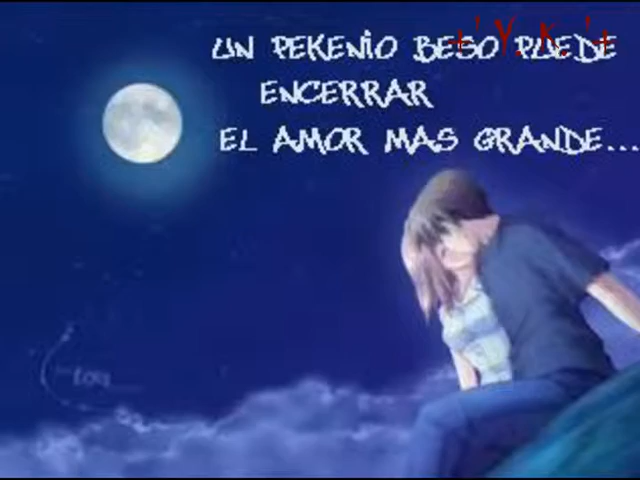 +'Y. K.'+
UN PEKENIO BESO PUEDE
ENCERRAR
EL AMOR MAS GRANDE...